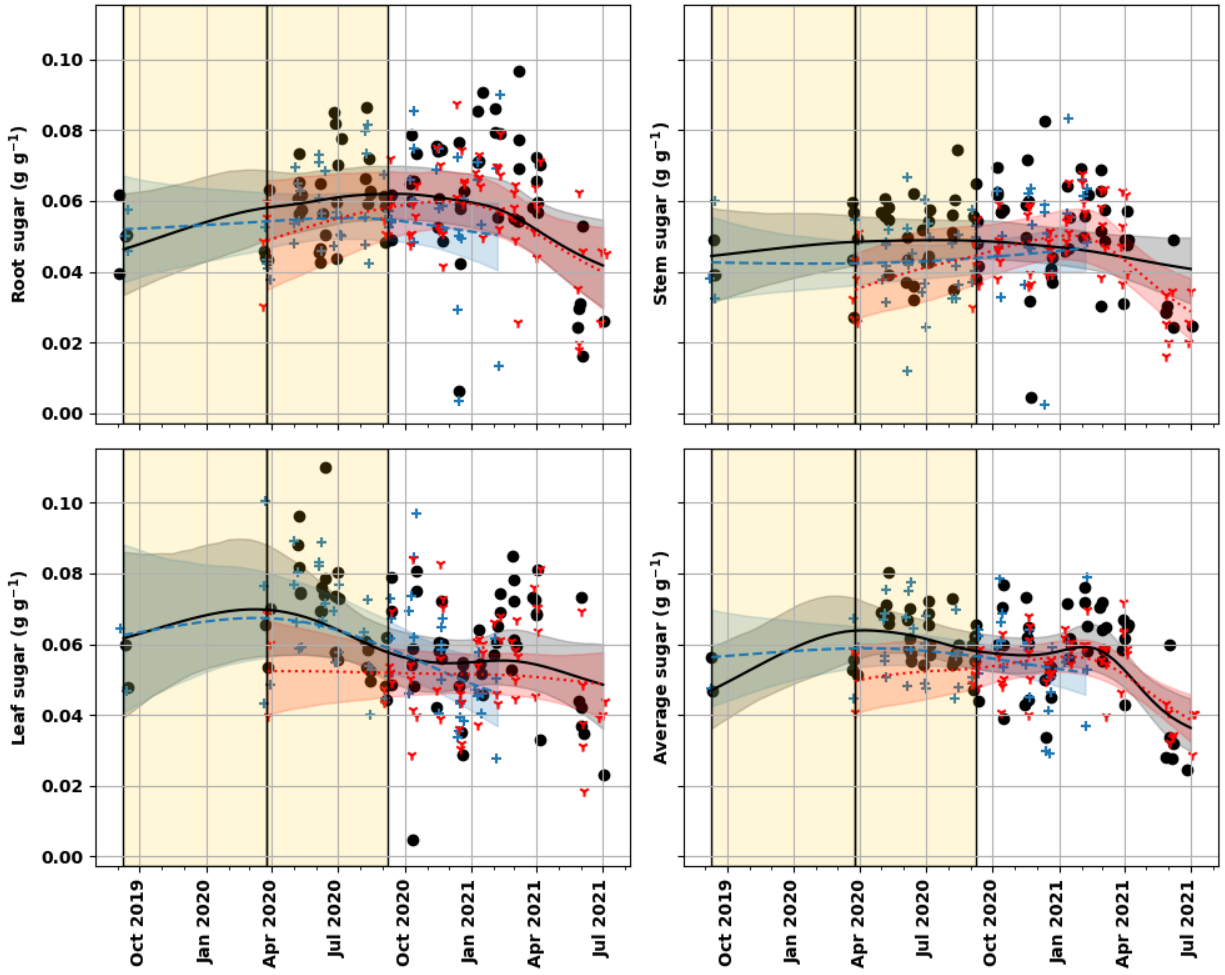 Root sugar (g g⁻¹)
0.10
0.08
0.06
0.04
0.02
0.00
Stem sugar (g g⁻¹)
Leaf sugar (g g⁻¹)
0.10
0.08
0.06
0.04
0.02
0.00
Average sugar (g g⁻¹)
Oct 2019
Jan 2020
Apr 2020
Jul 2020
Oct 2020
Jan 2021
Apr 2021
Jul 2021
Oct 2019
Jan 2020
Apr 2020
Jul 2020
Oct 2020
Jan 2021
Apr 2021
Jul 2021